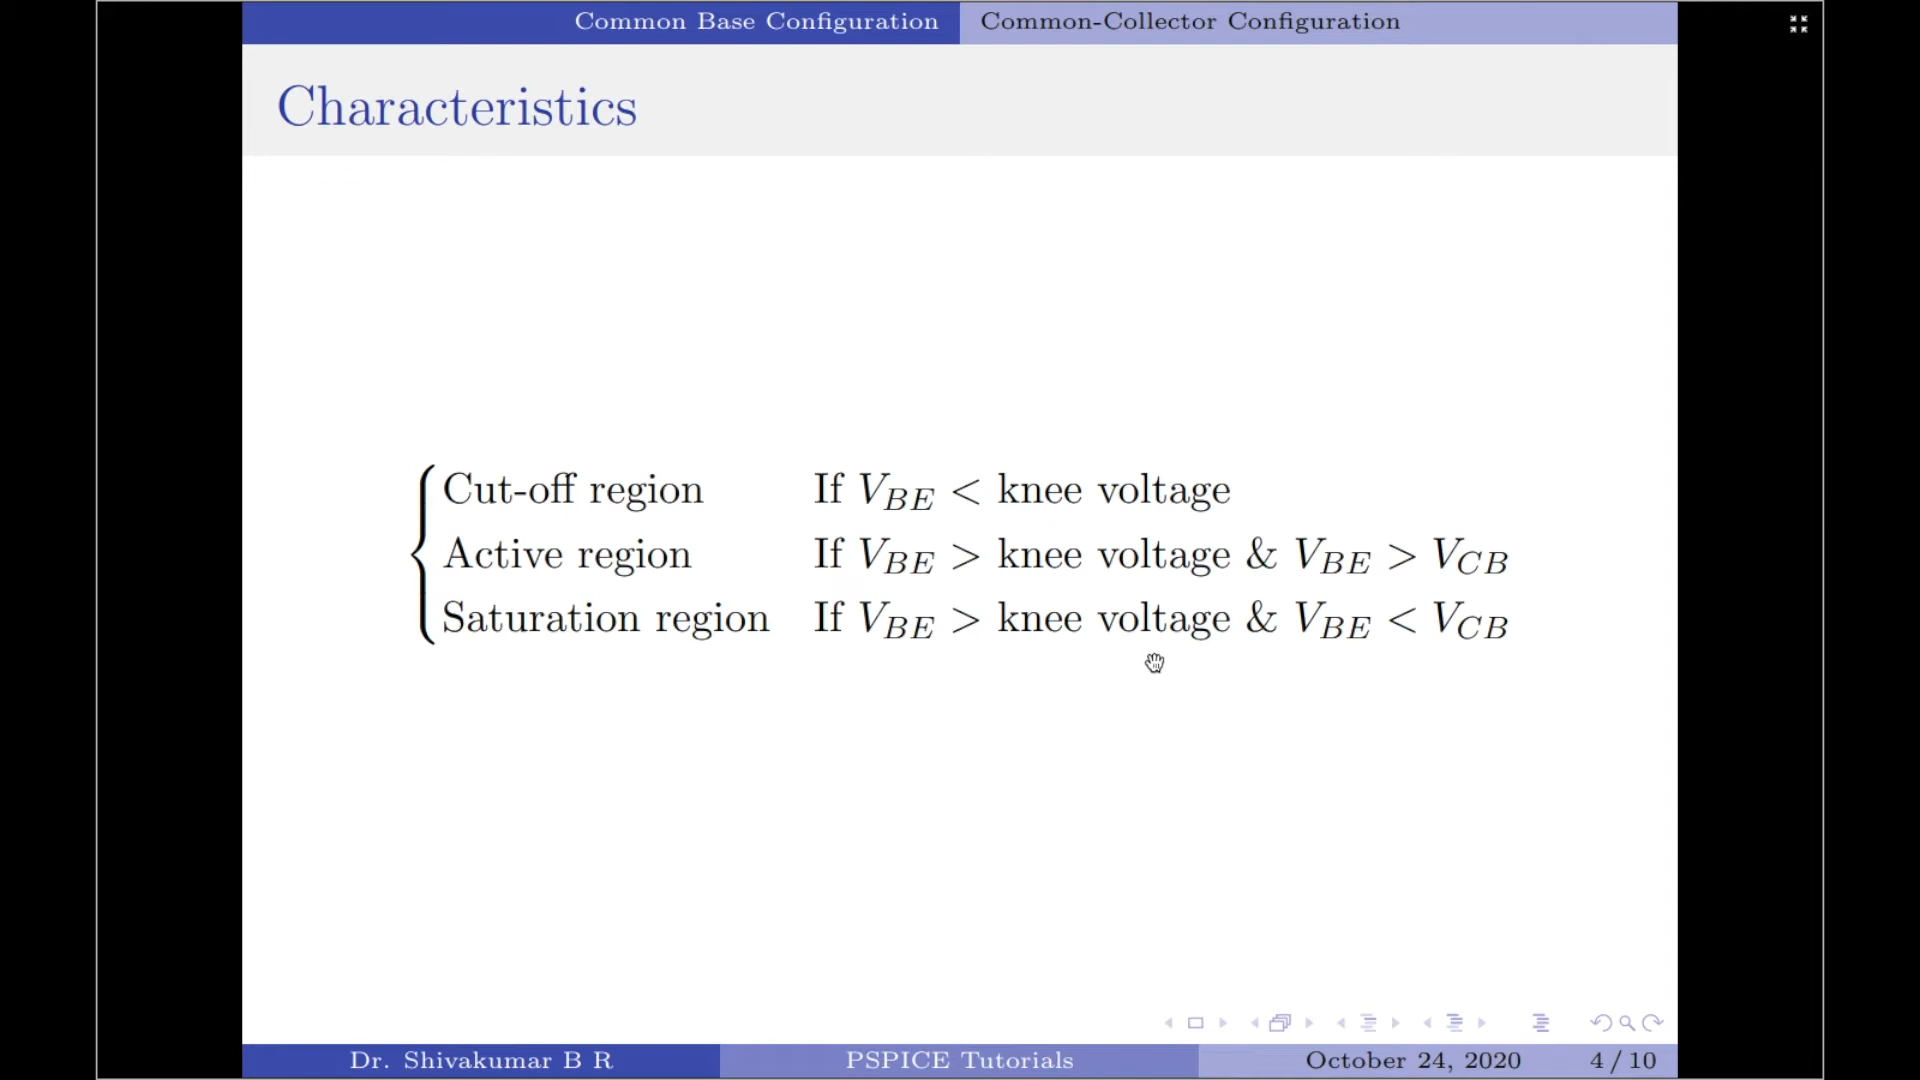 Common Base Configuration Common-Collector Configuration
Characteristics
Cut-off region If V_{BE} < knee voltage
Active region If V_{BE} > knee voltage & V_{BE} > V_{CB}
Saturation region If V_{BE} > knee voltage & V_{BE} < V_{CB}
Dr. Shivakumar B R PSPICE Tutorials October 24, 2020 4 / 10